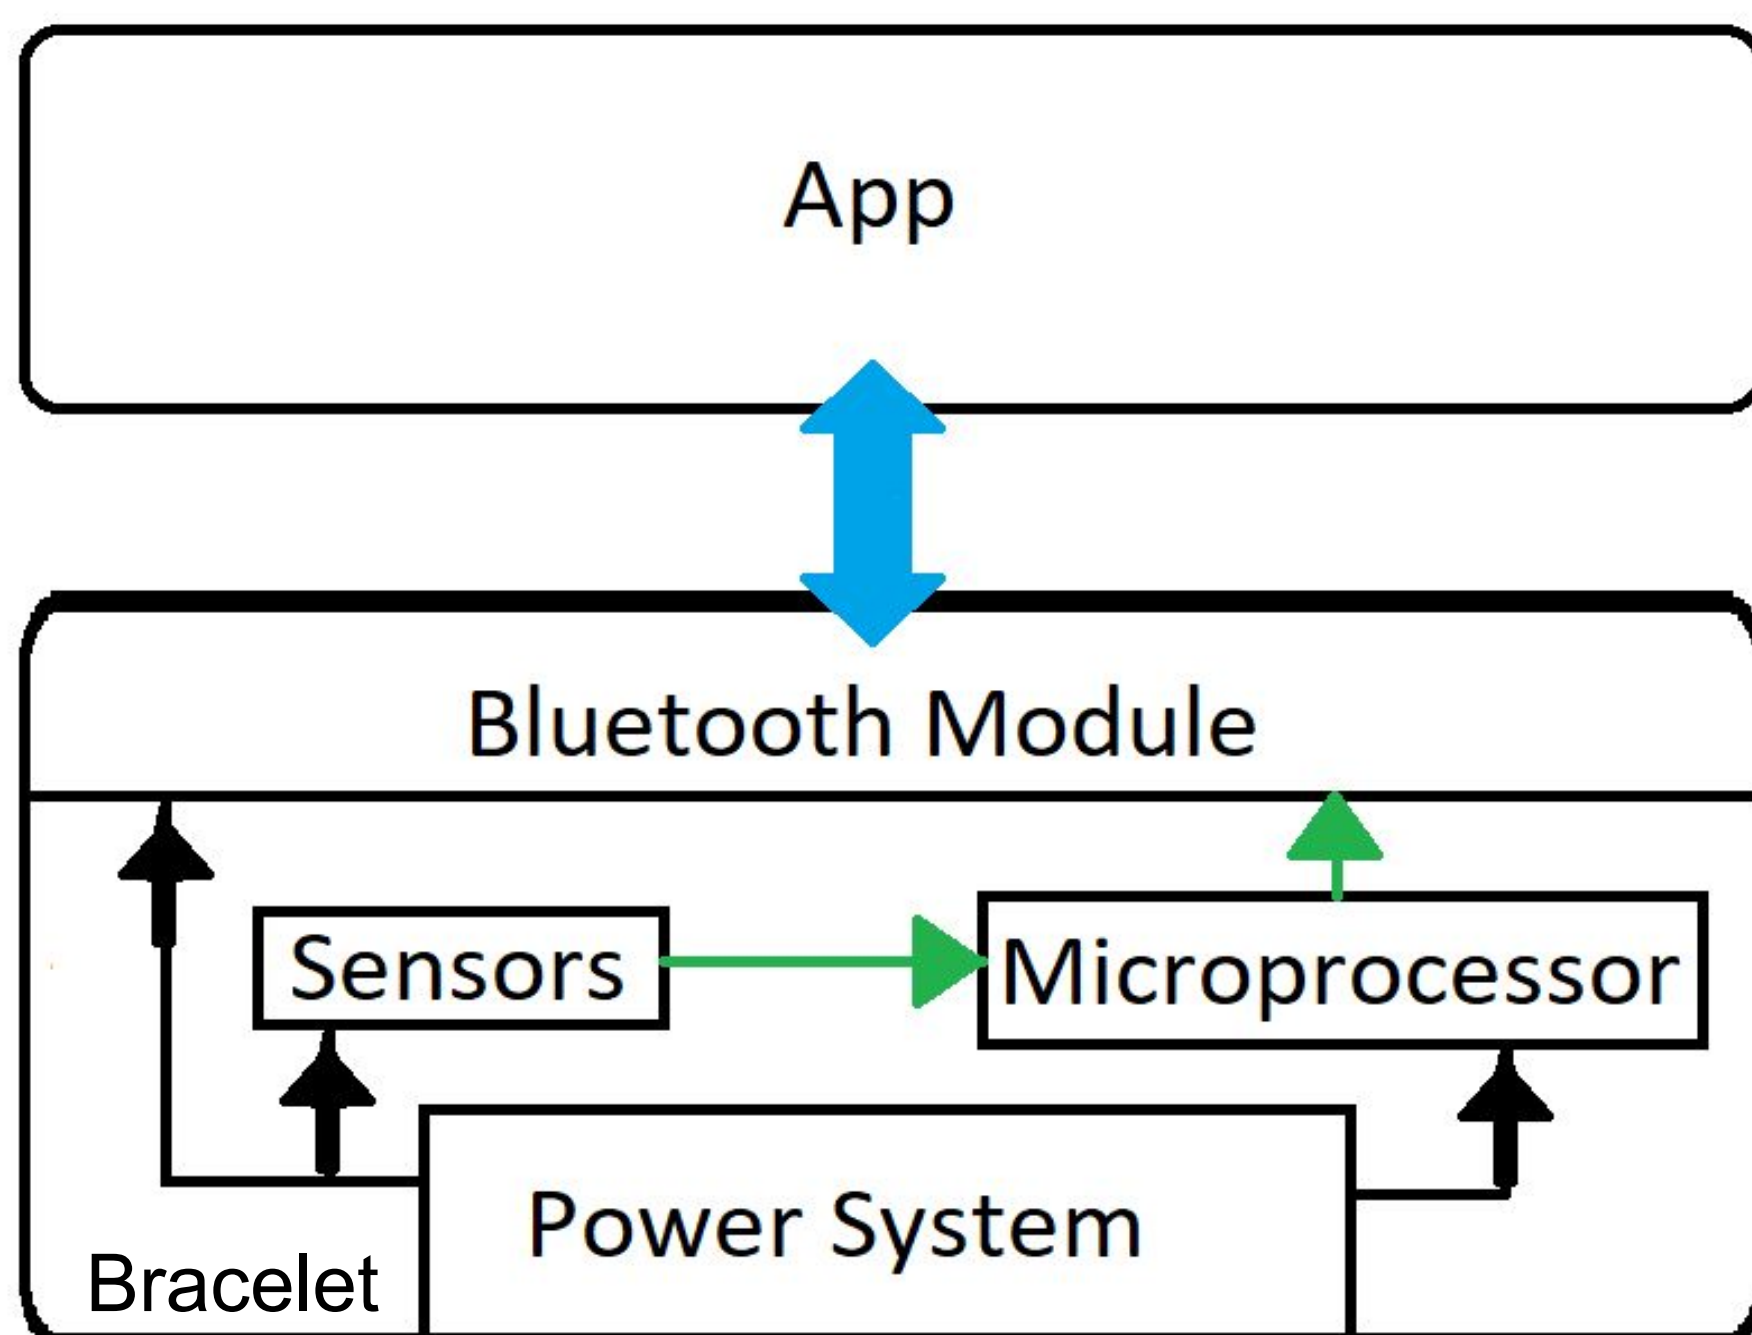 App
Bluetooth Module
Sensors
Microprocessor
Power System
Bracelet